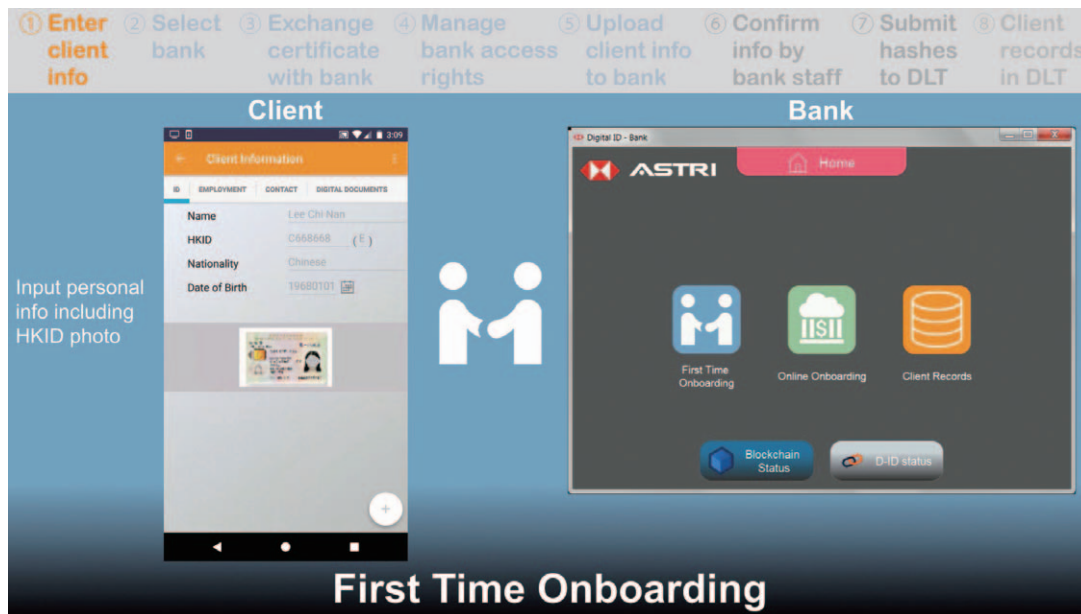 ① Enter client info
② Select bank
③ Exchange certificate with bank
④ Manage bank access rights
⑤ Upload client info to bank
⑥ Confirm info by bank staff
⑦ Submit hashes to DLT
⑧ Client records in DLT
Client
Bank
3:09
Client Information
ID EMPLOYMENT CONTACT DIGITAL DOCUMENTS
Name Lee Chi Nan
HKID C668668 ( E )
Nationality Chinese
Date of Birth 19680101
Input personal
info including
HKID photo
Digital ID - Bank
ASTRI
Home
First Time
Onboarding
Online Onboarding
Client Records
Blockchain
Status
D-ID status
First Time Onboarding